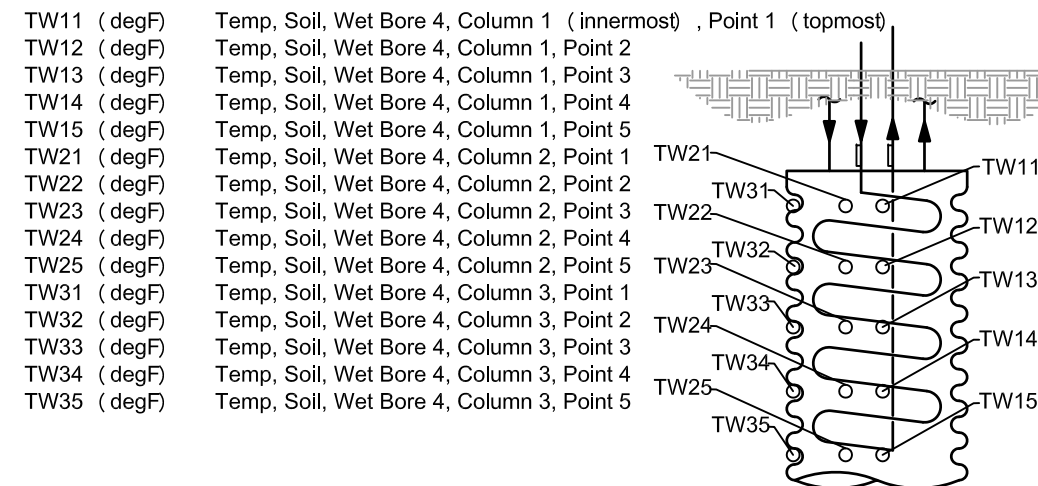 TW11 (degF) Temp, Soil, Wet Bore 4, Column 1 (innermost) , Point 1 (topmost)
TW12 (degF) Temp, Soil, Wet Bore 4, Column 1, Point 2
TW13 (degF) Temp, Soil, Wet Bore 4, Column 1, Point 3
TW14 (degF) Temp, Soil, Wet Bore 4, Column 1, Point 4
TW15 (degF) Temp, Soil, Wet Bore 4, Column 1, Point 5
TW21 (degF) Temp, Soil, Wet Bore 4, Column 2, Point 1
TW22 (degF) Temp, Soil, Wet Bore 4, Column 2, Point 2
TW23 (degF) Temp, Soil, Wet Bore 4, Column 2, Point 3
TW24 (degF) Temp, Soil, Wet Bore 4, Column 2, Point 4
TW25 (degF) Temp, Soil, Wet Bore 4, Column 2, Point 5
TW31 (degF) Temp, Soil, Wet Bore 4, Column 3, Point 1
TW32 (degF) Temp, Soil, Wet Bore 4, Column 3, Point 2
TW33 (degF) Temp, Soil, Wet Bore 4, Column 3, Point 3
TW34 (degF) Temp, Soil, Wet Bore 4, Column 3, Point 4
TW35 (degF) Temp, Soil, Wet Bore 4, Column 3, Point 5
TW21
TW11
TW31
TW22
TW12
TW32
TW23
TW13
TW33
TW24
TW14
TW34
TW25
TW15
TW35